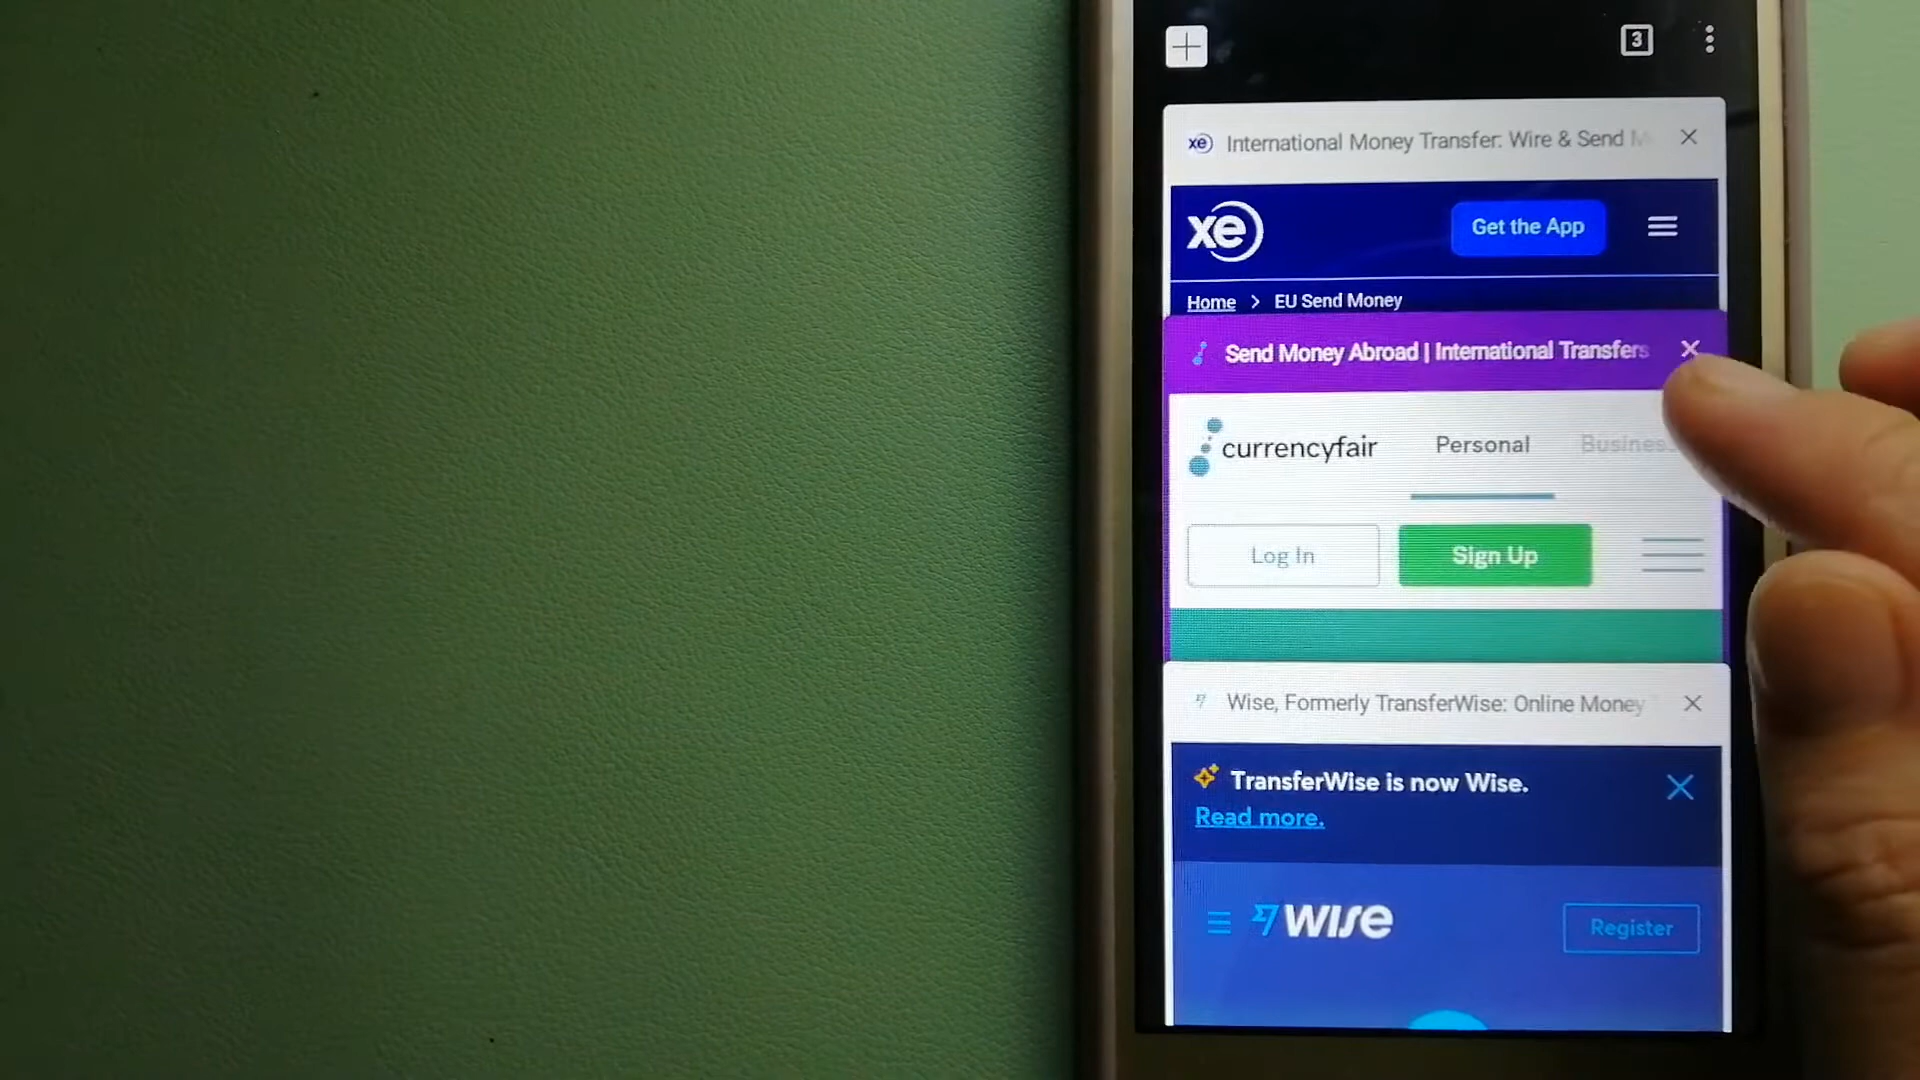 3
xe International Money Transfer: Wire & Send
xe Get the App
Home > EU Send Money
Send Money Abroad | International Transfers
currencyfair Personal Busines
Log In Sign Up
Wise, Formerly TransferWise: Online Money
TransferWise is now Wise.
Read more.
WISE Register